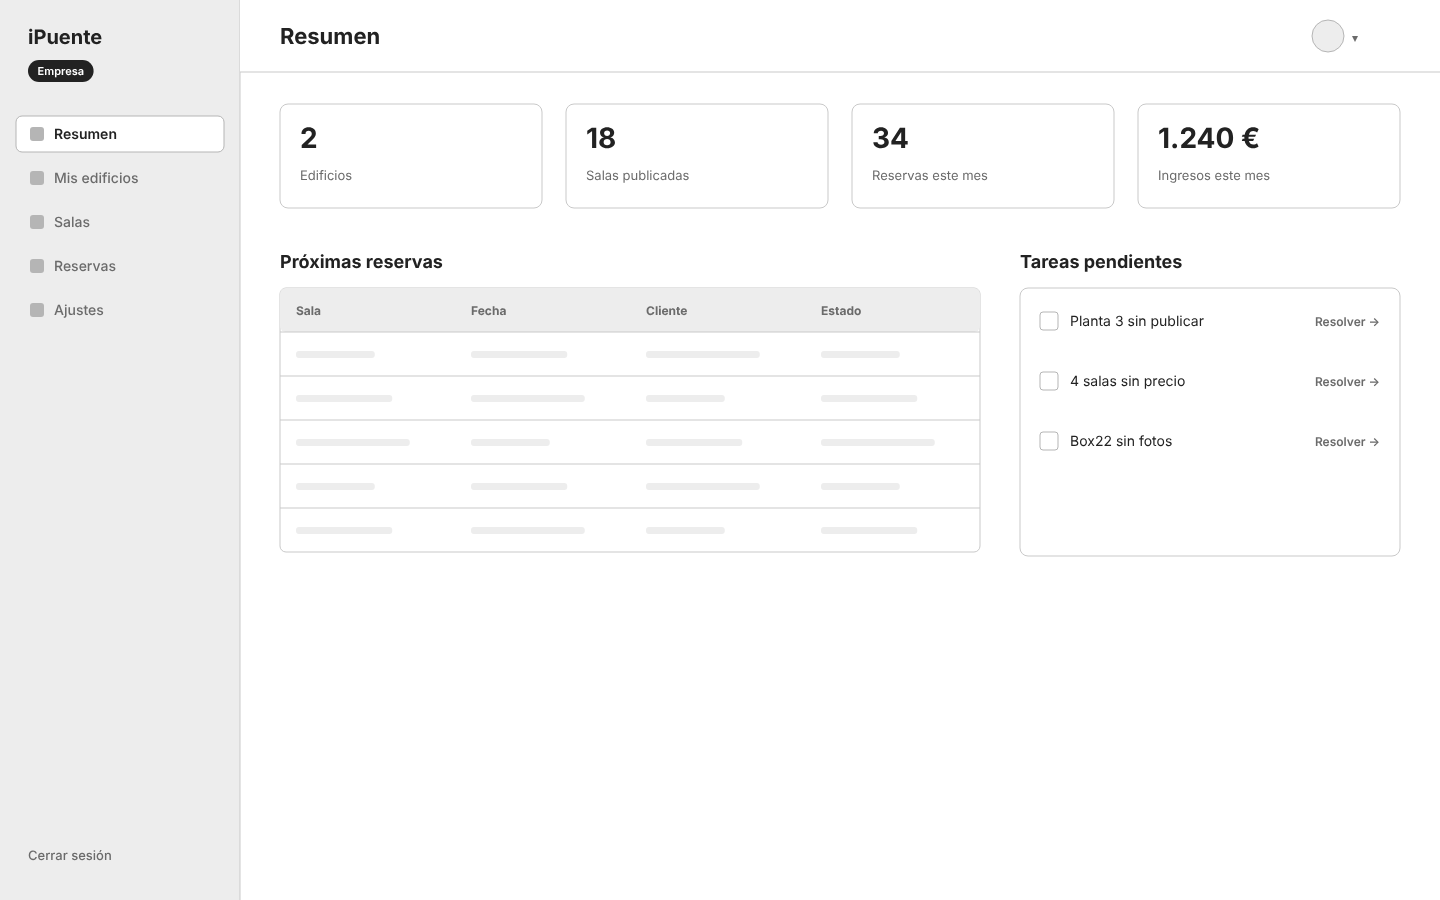 iPuente
Empresa
Resumen
Mis edificios
Salas
Reservas
Ajustes
Cerrar sesión
Resumen
▾
2
Edificios
18
Salas publicadas
34
Reservas este mes
1.240 €
Ingresos este mes
Próximas reservas
Sala Fecha Cliente Estado
Tareas pendientes
Planta 3 sin publicar Resolver →
4 salas sin precio Resolver →
Box22 sin fotos Resolver →